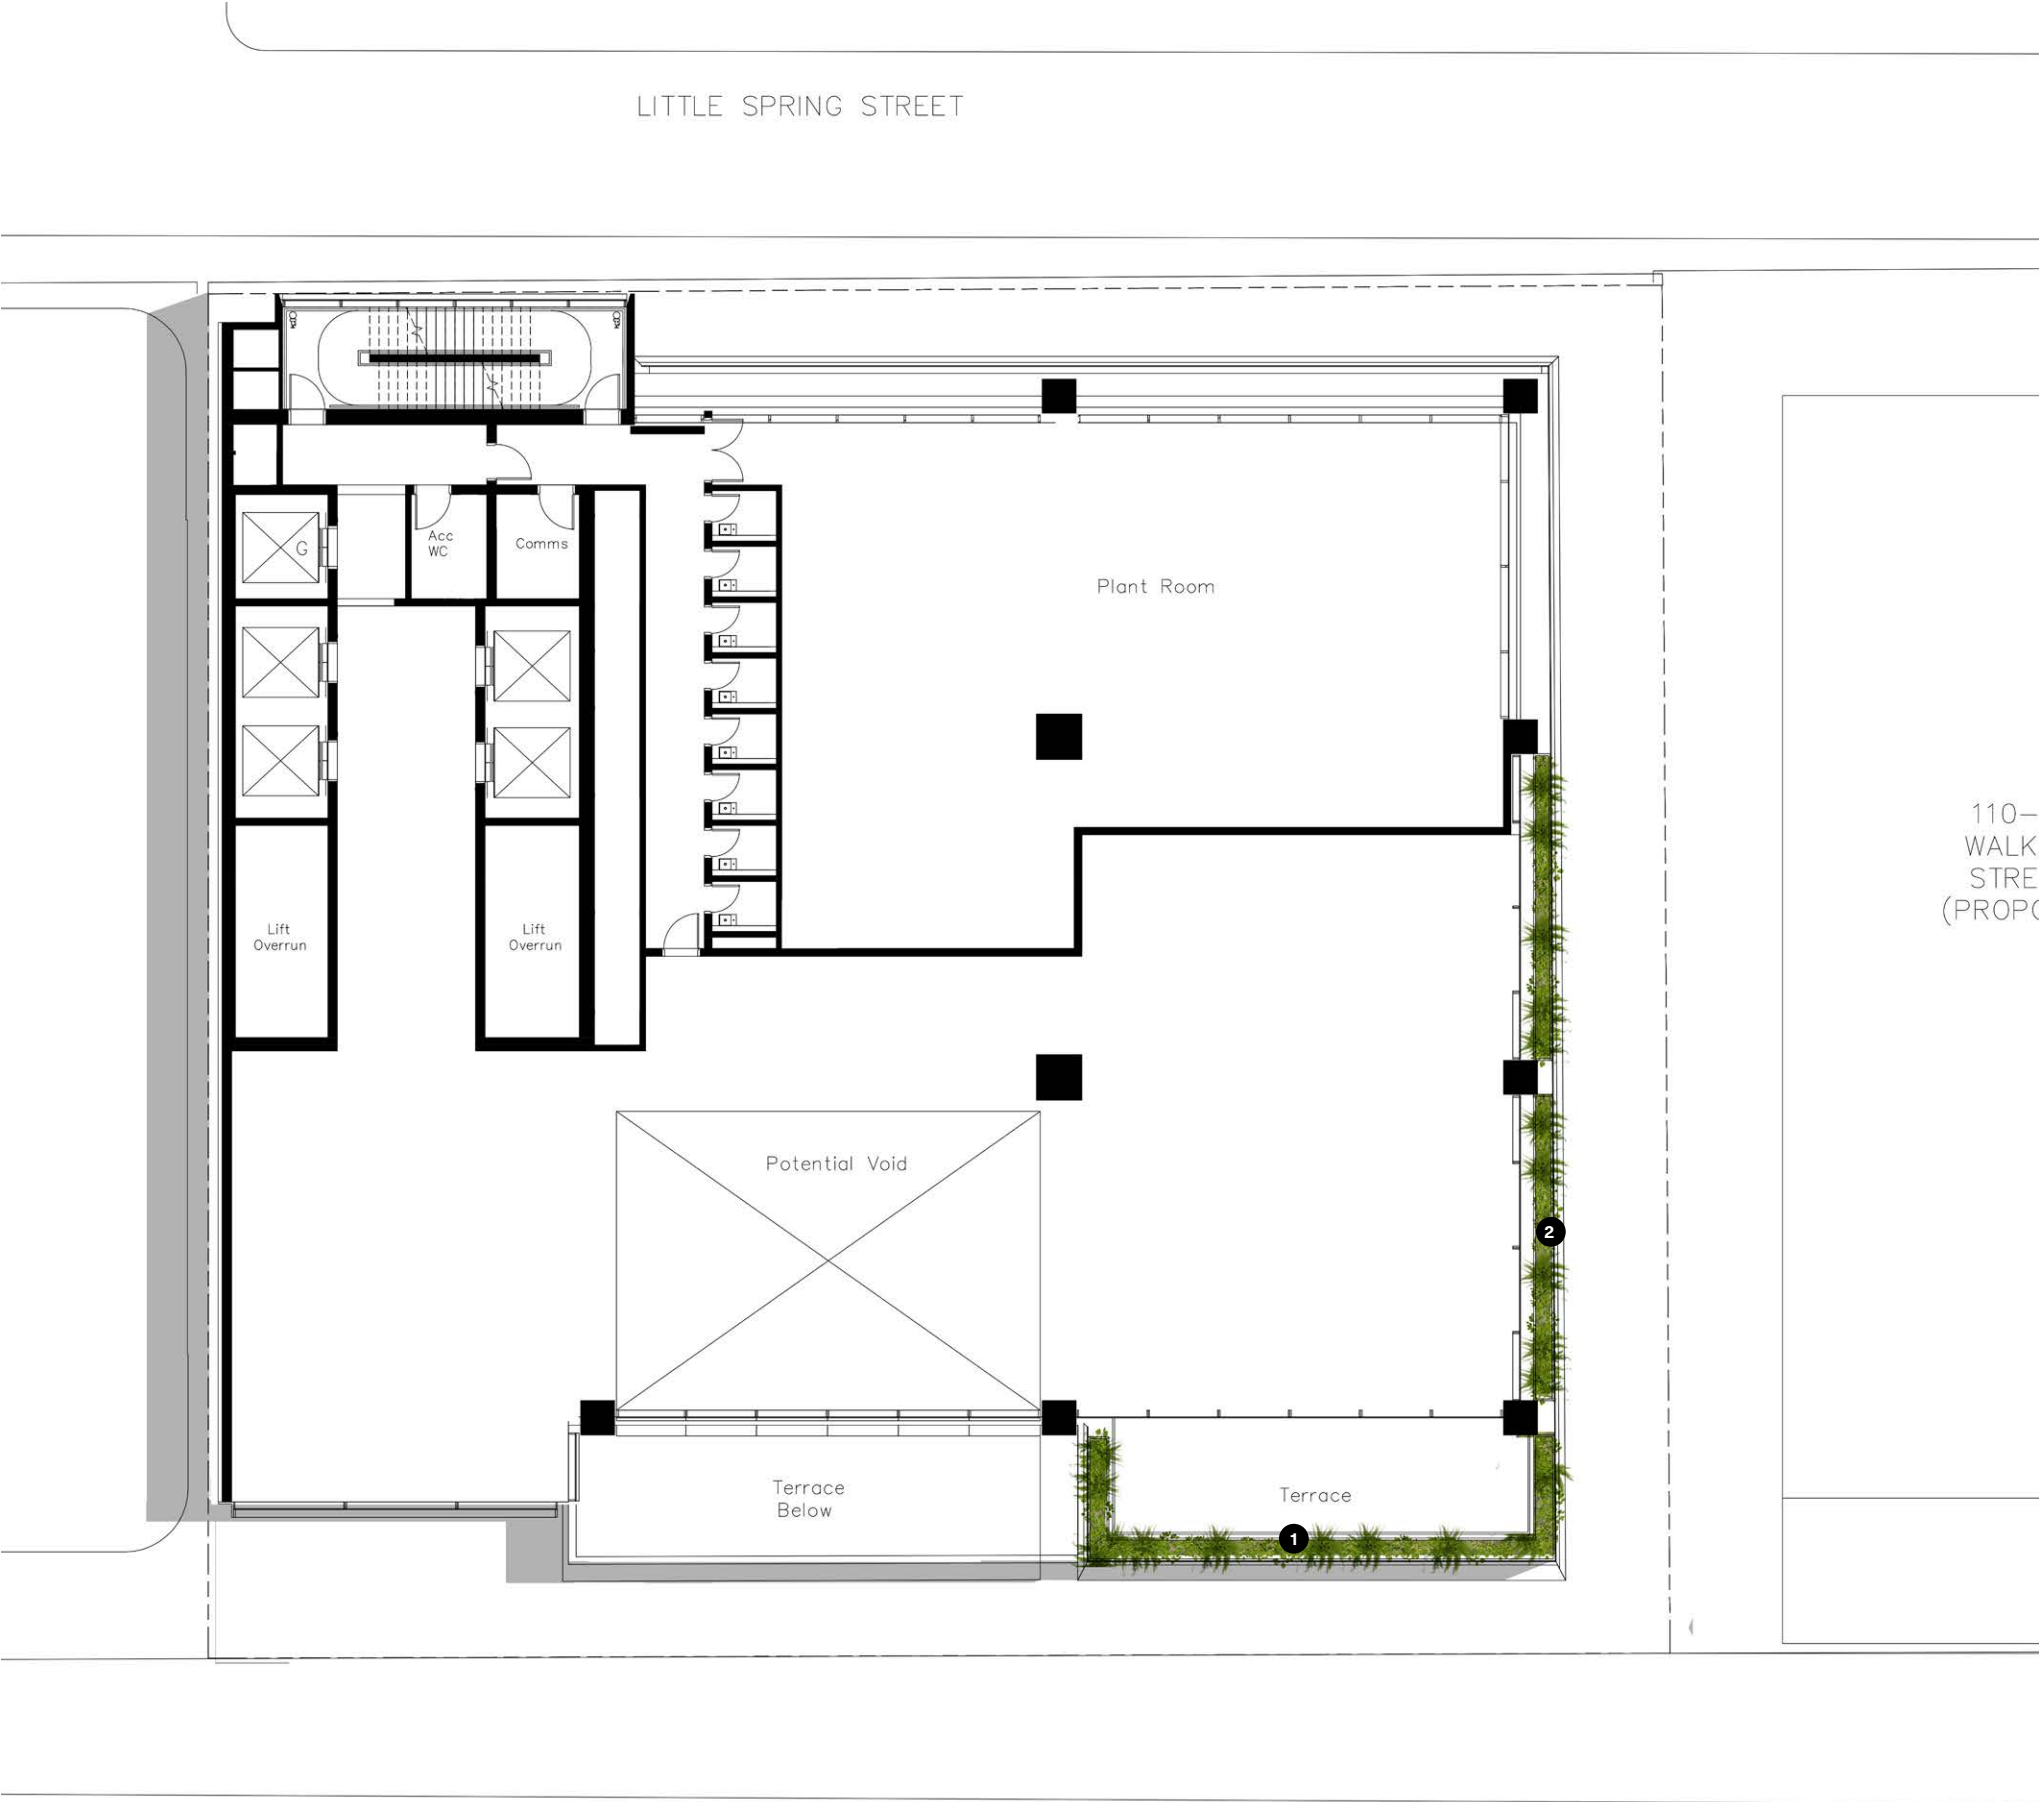 LITTLE SPRING STREET
G
Acc
WC
Comms
Plant Room
110-
WALK
STRE
(PROPO
Lift
Overrun
Lift
Overrun
Potential Void
2
Terrace
Below
Terrace
1